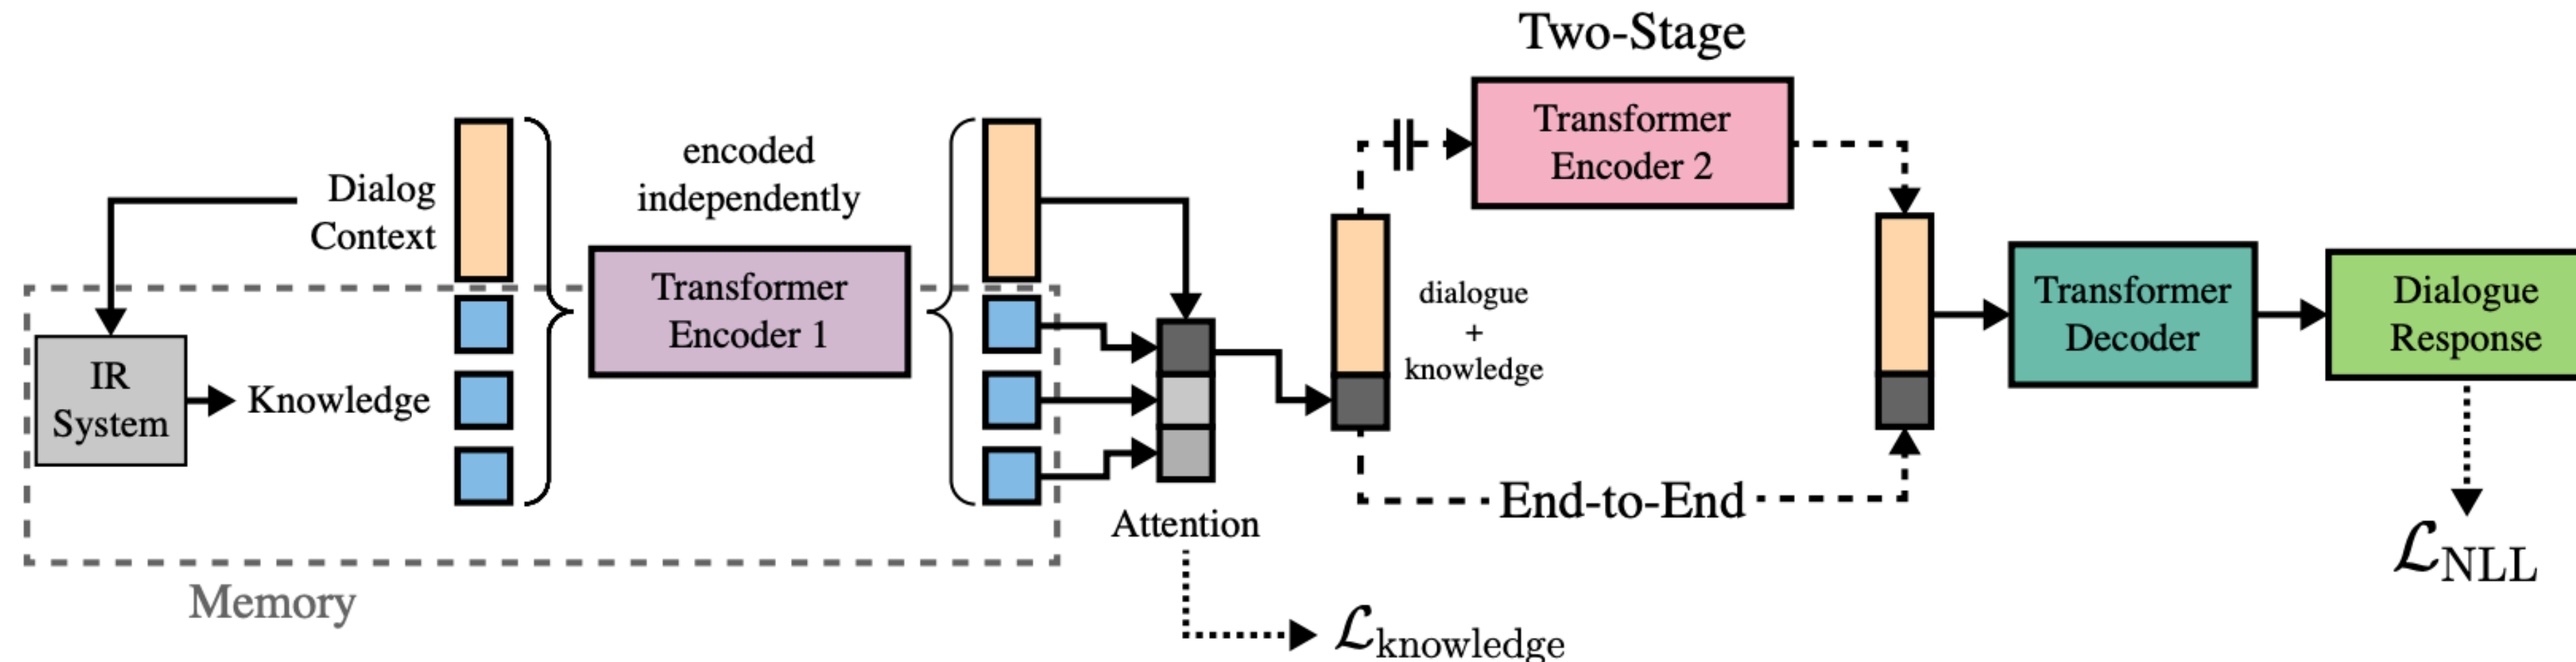 Two-Stage
Transformer
Encoder 2
encoded
independently
Dialog
Context
Transformer
Encoder 1
dialogue
+
knowledge
Transformer
Decoder
Dialogue
Response
IR
System
Knowledge
Attention
End-to-End
Memory
ℒNLL
ℒknowledge